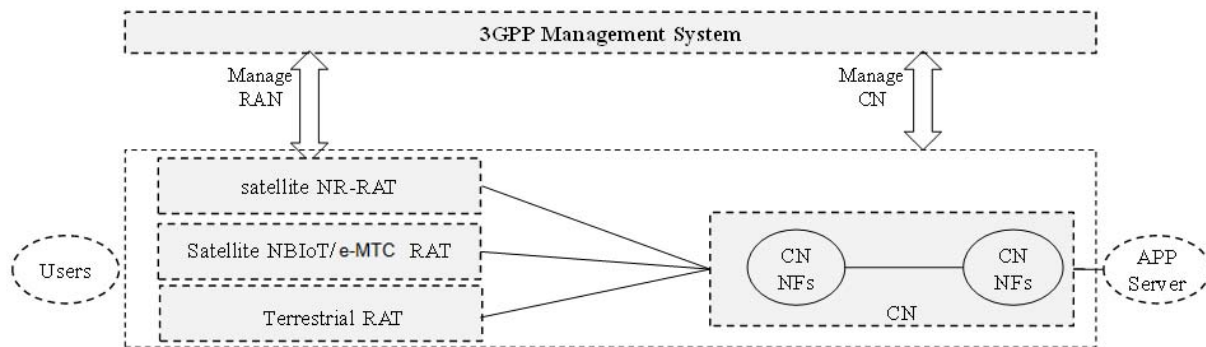 3GPP Management System
Manage
RAN
Manage
CN
satellite NR-RAT
Satellite NBIoT/e-MTC RAT
Terrestrial RAT
Users
CN
NFs
CN
NFs
CN
APP
Server